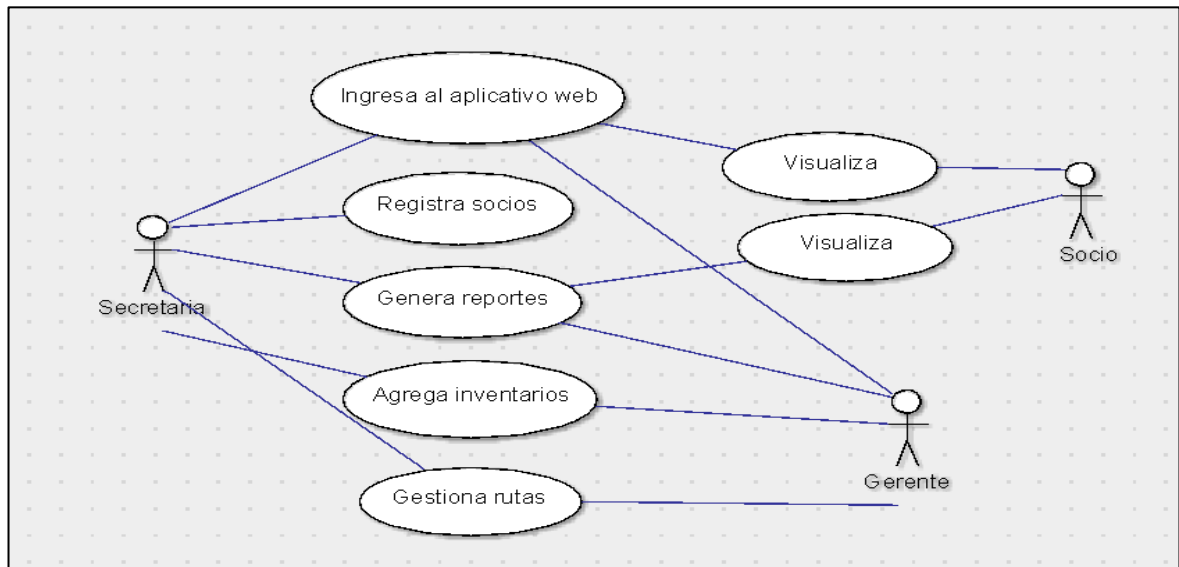 Ingresa al aplicativo web
Visualiza
Registra socios
Visualiza
Socio
Secretaria
Genera reportes
Agrega inventarios
Gerente
Gestiona rutas